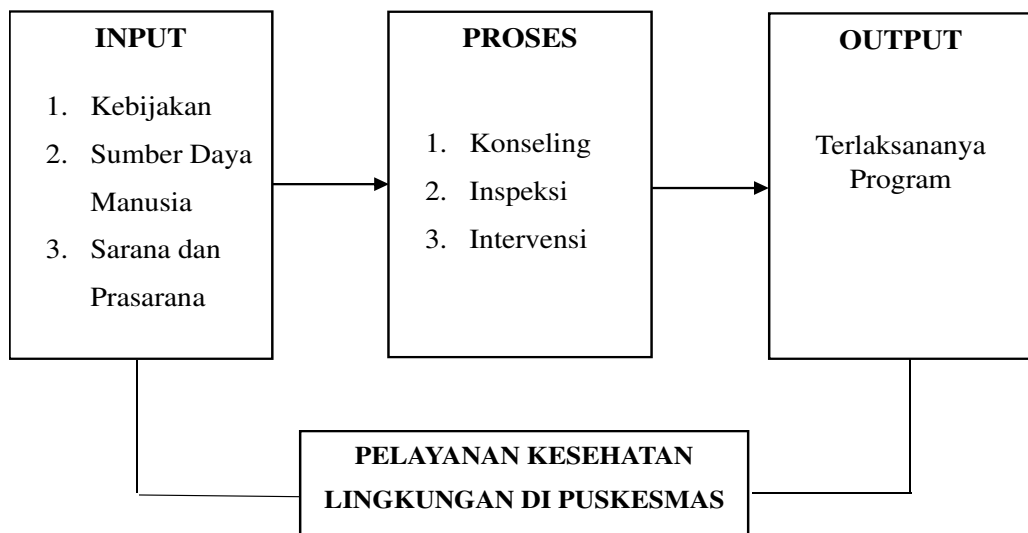 INPUT
1. Kebijakan
2. Sumber Daya
Manusia
3. Sarana dan
Prasarana
PROSES
1. Konseling
2. Inspeksi
3. Intervensi
OUTPUT
Terlaksananya
Program
PELAYANAN KESEHATAN
LINGKUNGAN DI PUSKESMAS